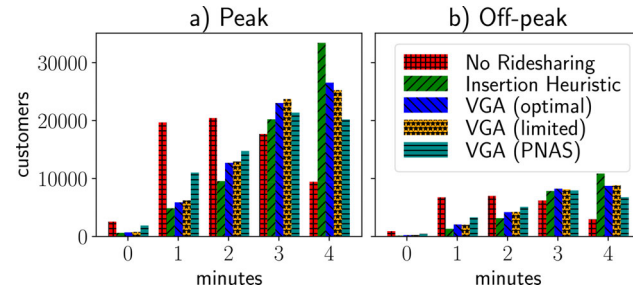 a) Peak
b) Off-peak
customers
30000
20000
10000
0
0 1 2 3 4
minutes
No Ridesharing
Insertion Heuristic
VGA (optimal)
VGA (limited)
VGA (PNAS)
0 1 2 3 4
minutes